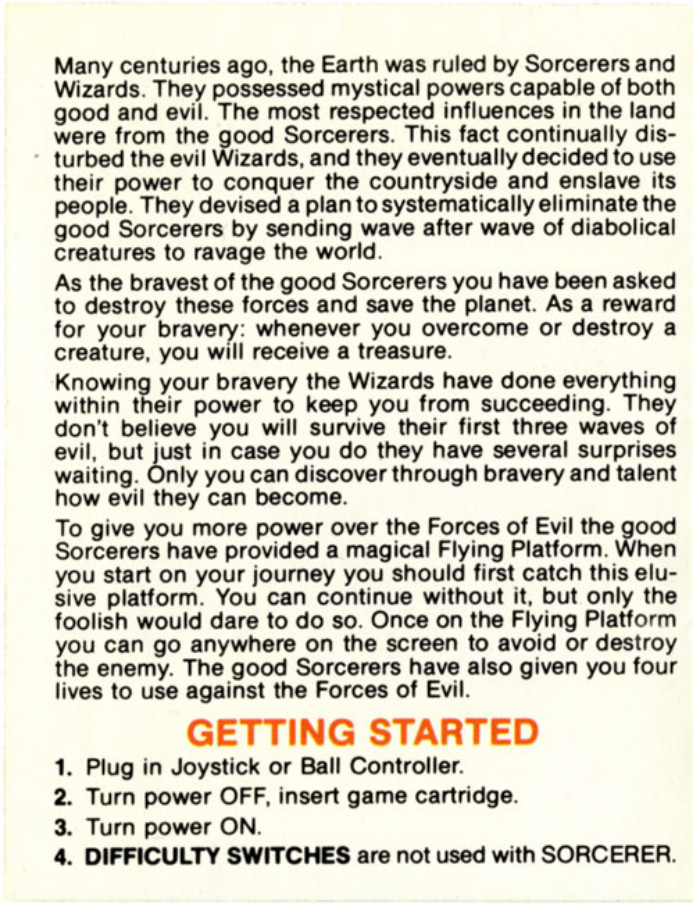 Many centuries ago, the Earth was ruled by Sorcerers and
Wizards. They possessed mystical powers capable of both
good and evil. The most respected influences in the land
were from the good Sorcerers. This fact continually dis-
turbed the evil Wizards, and they eventually decided to use
their power to conquer the countryside and enslave its
people. They devised a plan to systematically eliminate the
good Sorcerers by sending wave after wave of diabolical
creatures to ravage the world.
As the bravest of the good Sorcerers you have been asked
to destroy these forces and save the planet. As a reward
for your bravery: whenever you overcome or destroy a
creature, you will receive a treasure.
Knowing your bravery the Wizards have done everything
within their power to keep you from succeeding. They
don't believe you will survive their first three waves of
evil, but just in case you do they have several surprises
waiting. Only you can discover through bravery and talent
how evil they can become.
To give you more power over the Forces of Evil the good
Sorcerers have provided a magical Flying Platform. When
you start on your journey you should first catch this elu-
sive platform. You can continue without it, but only the
foolish would dare to do so. Once on the Flying Platform
you can go anywhere on the screen to avoid or destroy
the enemy. The good Sorcerers have also given you four
lives to use against the Forces of Evil.
GETTING STARTED
1. Plug in Joystick or Ball Controller.
2. Turn power OFF, insert game cartridge.
3. Turn power ON.
4. DIFFICULTY SWITCHES are not used with SORCERER.